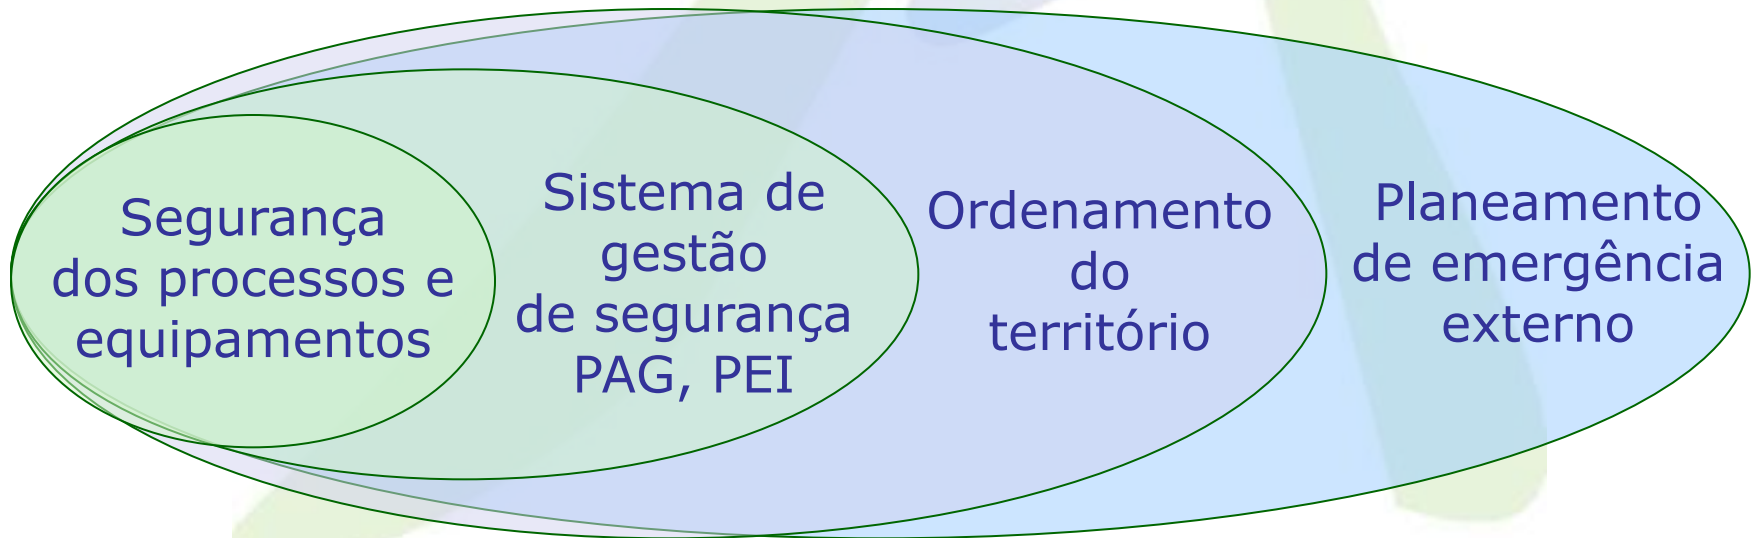 Segurança
dos processos e
equipamentos
Sistema de
gestão
de segurança
PAG, PEI
Ordenamento
do
território
Planeamento
de emergência
externo